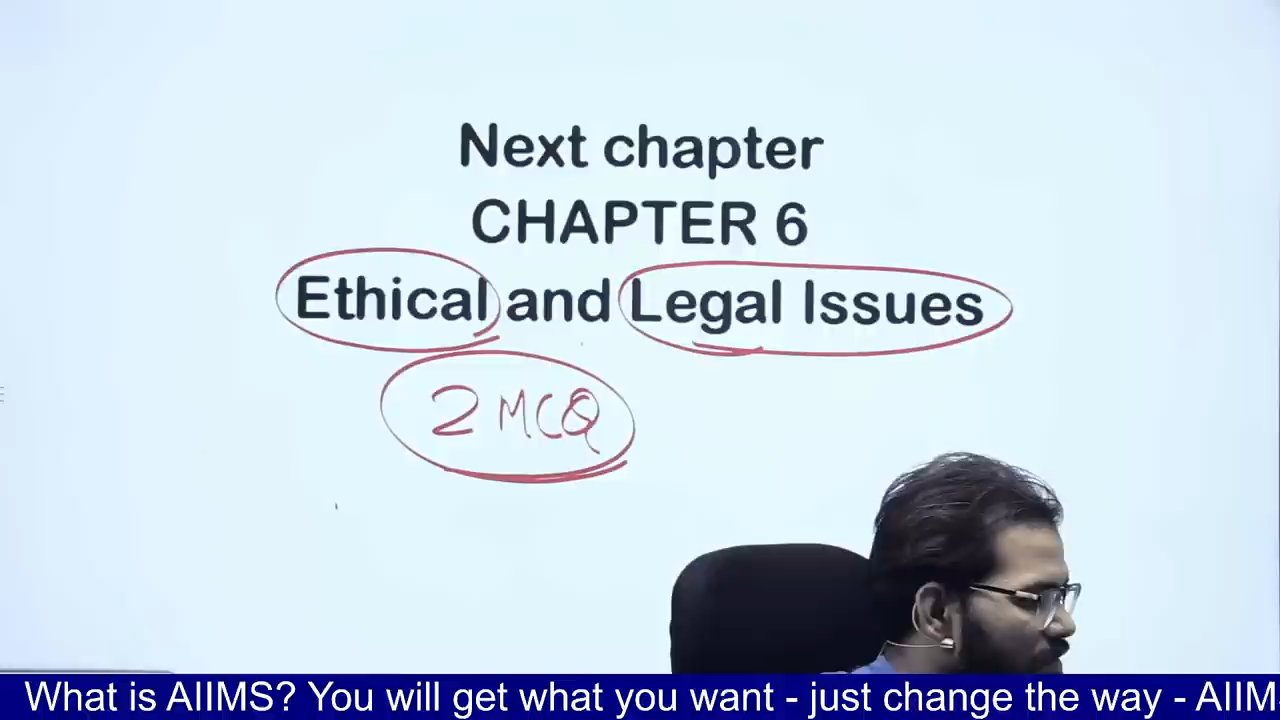 Next chapter
CHAPTER 6
Ethical and Legal Issues
2 MCQ
What is AIIMS? You will get what you want - just change the way - AIIM